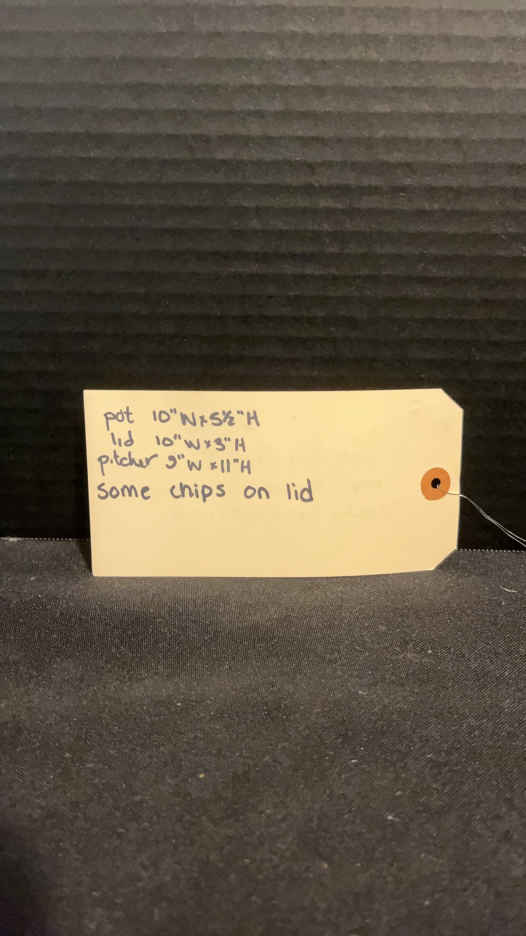 pot 10"W x 5½"H
lid 10"W x 3"H
pitcher 9"W x 11"H
some chips on lid